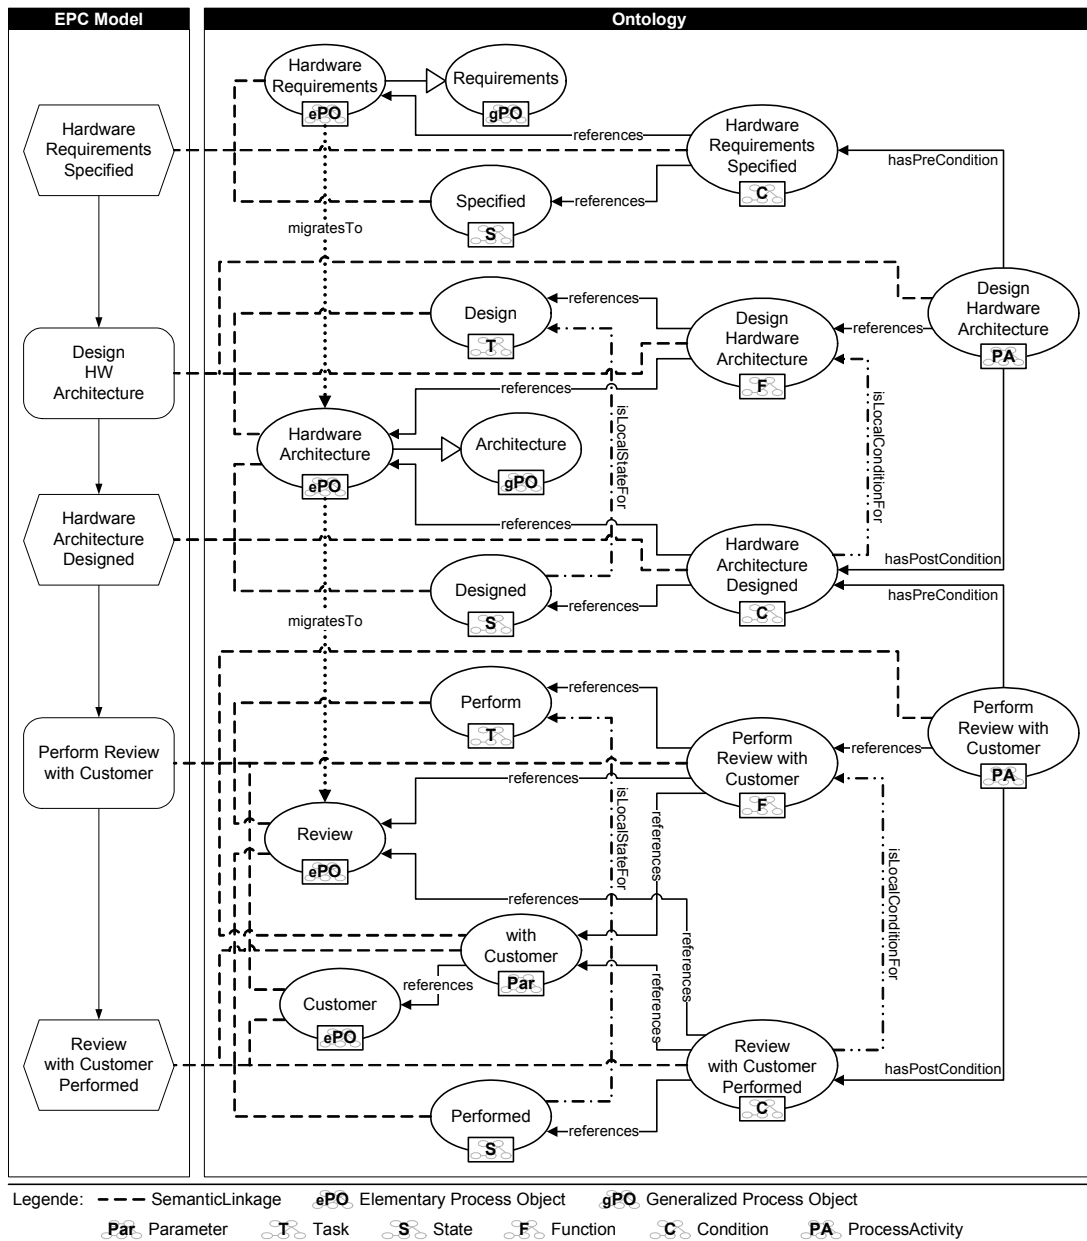 EPC Model
Ontology
Hardware
Requirements
ePO
Requirements
gPO
Hardware
Requirements
Specified
references
Hardware
Requirements
Specified
C
hasPreCondition
Specified
S
references
migratesTo
Design
T
references
Design
Hardware
Architecture
F
references
Design
Hardware
Architecture
PA
Design
HW
Architecture
references
isLocalStateFor
isLocalConditionFor
Hardware
Architecture
ePO
Architecture
gPO
Hardware
Architecture
Designed
references
Hardware
Architecture
Designed
C
hasPostCondition
hasPreCondition
Designed
S
references
migratesTo
Perform
T
references
Perform
Review with
Customer
F
references
Perform
Review with
Customer
PA
Perform Review
with Customer
references
Review
ePO
isLocalStateFor
references
isLocalConditionFor
references
with
Customer
Par
references
references
references
Customer
ePO
Review
with Customer
Performed
Review
with Customer
Performed
C
hasPostCondition
Performed
S
references
Legende: SemanticLinkage ePO Elementary Process Object gPO Generalized Process Object
Par Parameter T Task S State F Function C Condition PA ProcessActivity